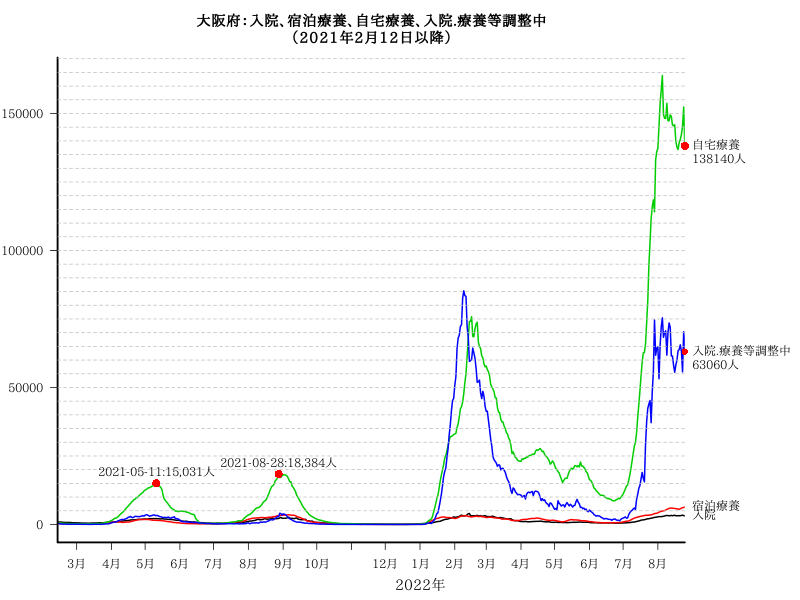 大阪府：入院、宿泊療養、自宅療養、入院.療養等調整中
（2021年2月12日以降）
150000
100000
50000
0
自宅療養
138140人
入院.療養等調整中
63060人
2021-05-11:15,031人
2021-08-28:18,384人
宿泊療養
入院
3月 4月 5月 6月 7月 8月 9月 10月 12月 1月 2月 3月 4月 5月 6月 7月 8月
2022年